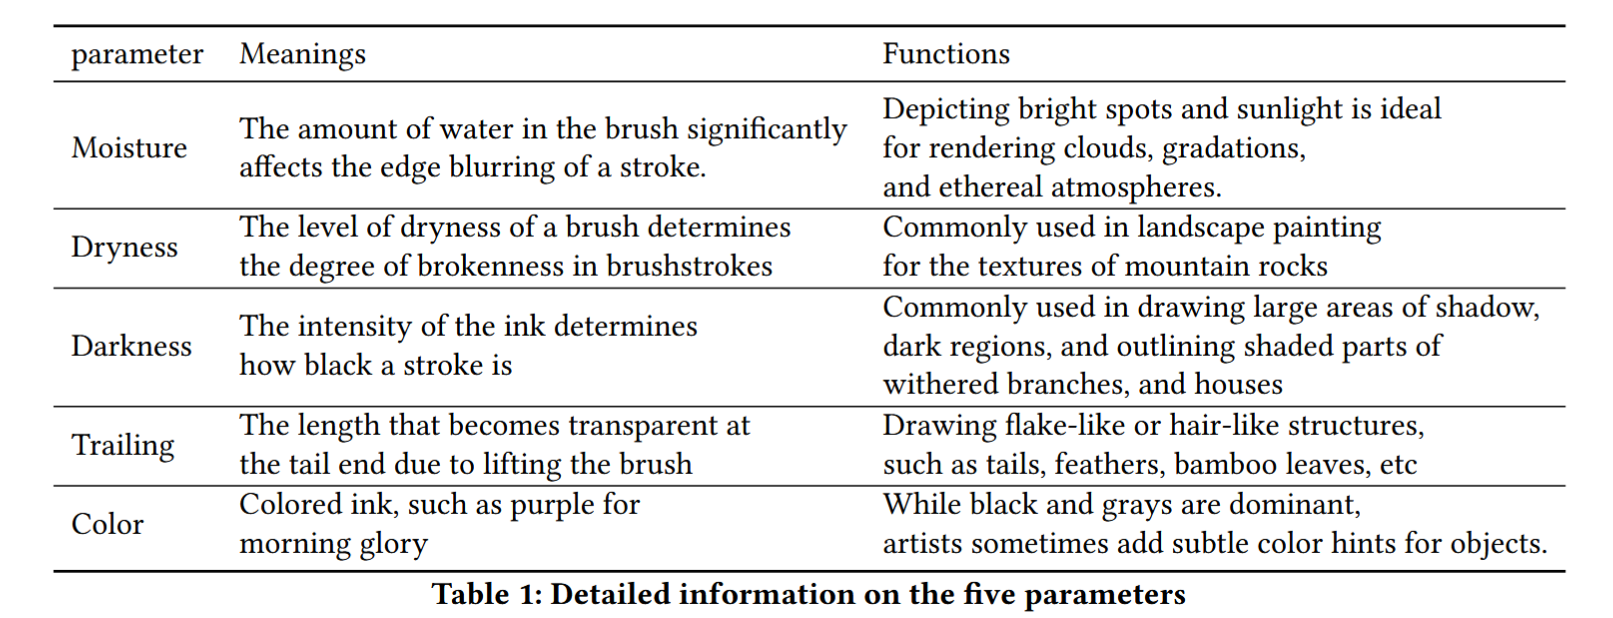 parameter Meanings Functions
Moisture
The amount of water in the brush significantly
affects the edge blurring of a stroke.
Depicting bright spots and sunlight is ideal
for rendering clouds, gradations,
and ethereal atmospheres.
Dryness
The level of dryness of a brush determines
the degree of brokenness in brushstrokes
Commonly used in landscape painting
for the textures of mountain rocks
Darkness
The intensity of the ink determines
how black a stroke is
Commonly used in drawing large areas of shadow,
dark regions, and outlining shaded parts of
withered branches, and houses
Trailing
The length that becomes transparent at
the tail end due to lifting the brush
Drawing flake-like or hair-like structures,
such as tails, feathers, bamboo leaves, etc
Color
Colored ink, such as purple for
morning glory
While black and grays are dominant,
artists sometimes add subtle color hints for objects.
Table 1: Detailed information on the five parameters